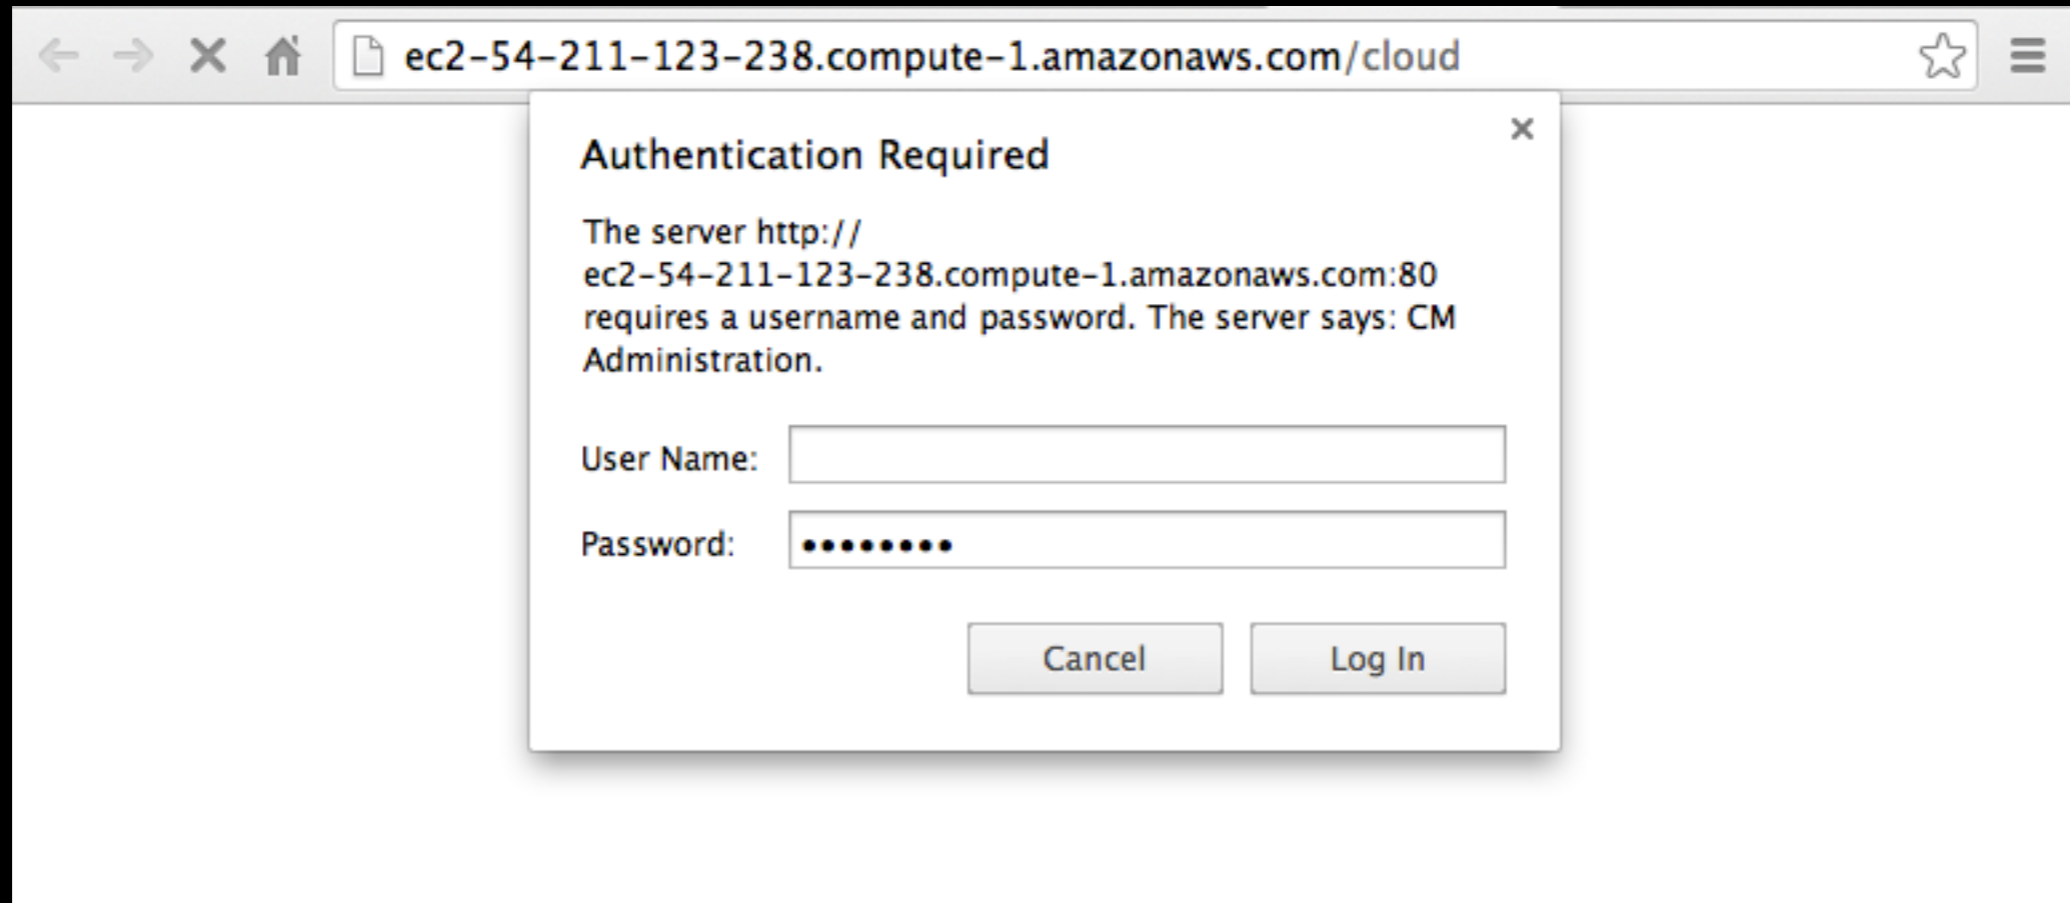 ec2-54-211-123-238.compute-1.amazonaws.com/cloud
Authentication Required
The server http://
ec2-54-211-123-238.compute-1.amazonaws.com:80
requires a username and password. The server says: CM
Administration.
User Name:
Password: ••••••••
Cancel Log In